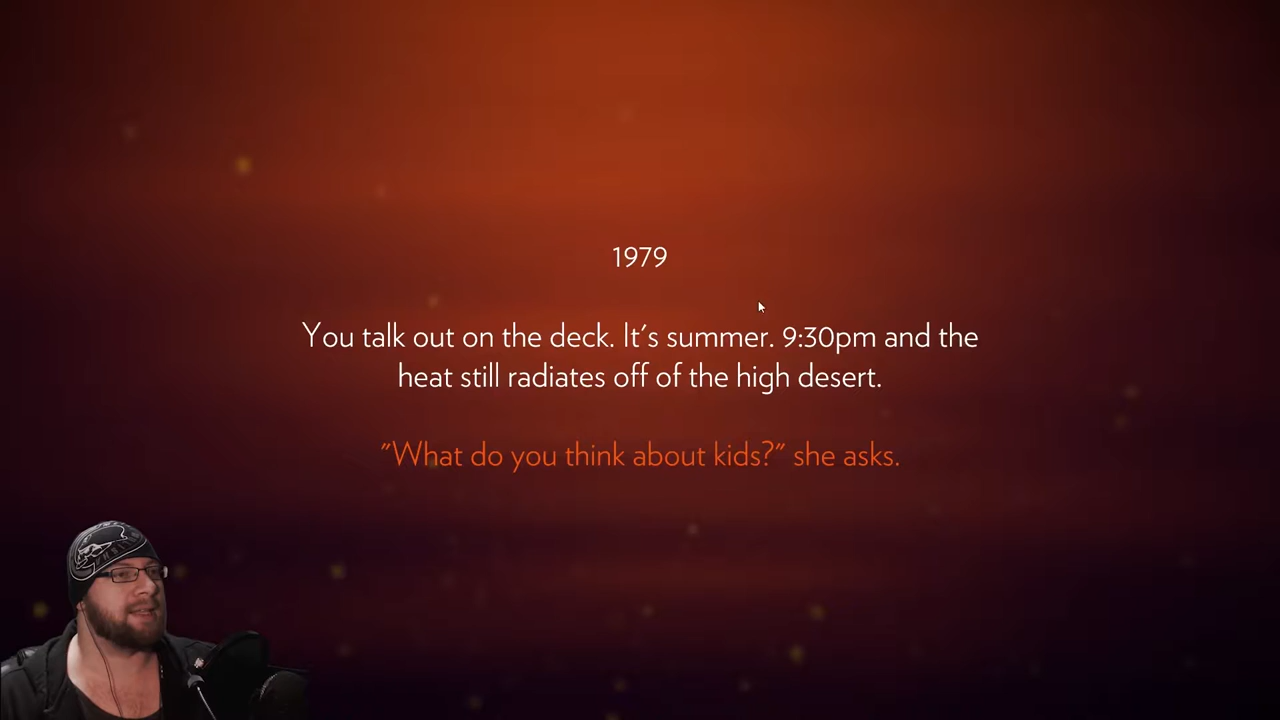 1979
You talk out on the deck. It's summer. 9:30pm and the
heat still radiates off of the high desert.
"What do you think about kids?" she asks.